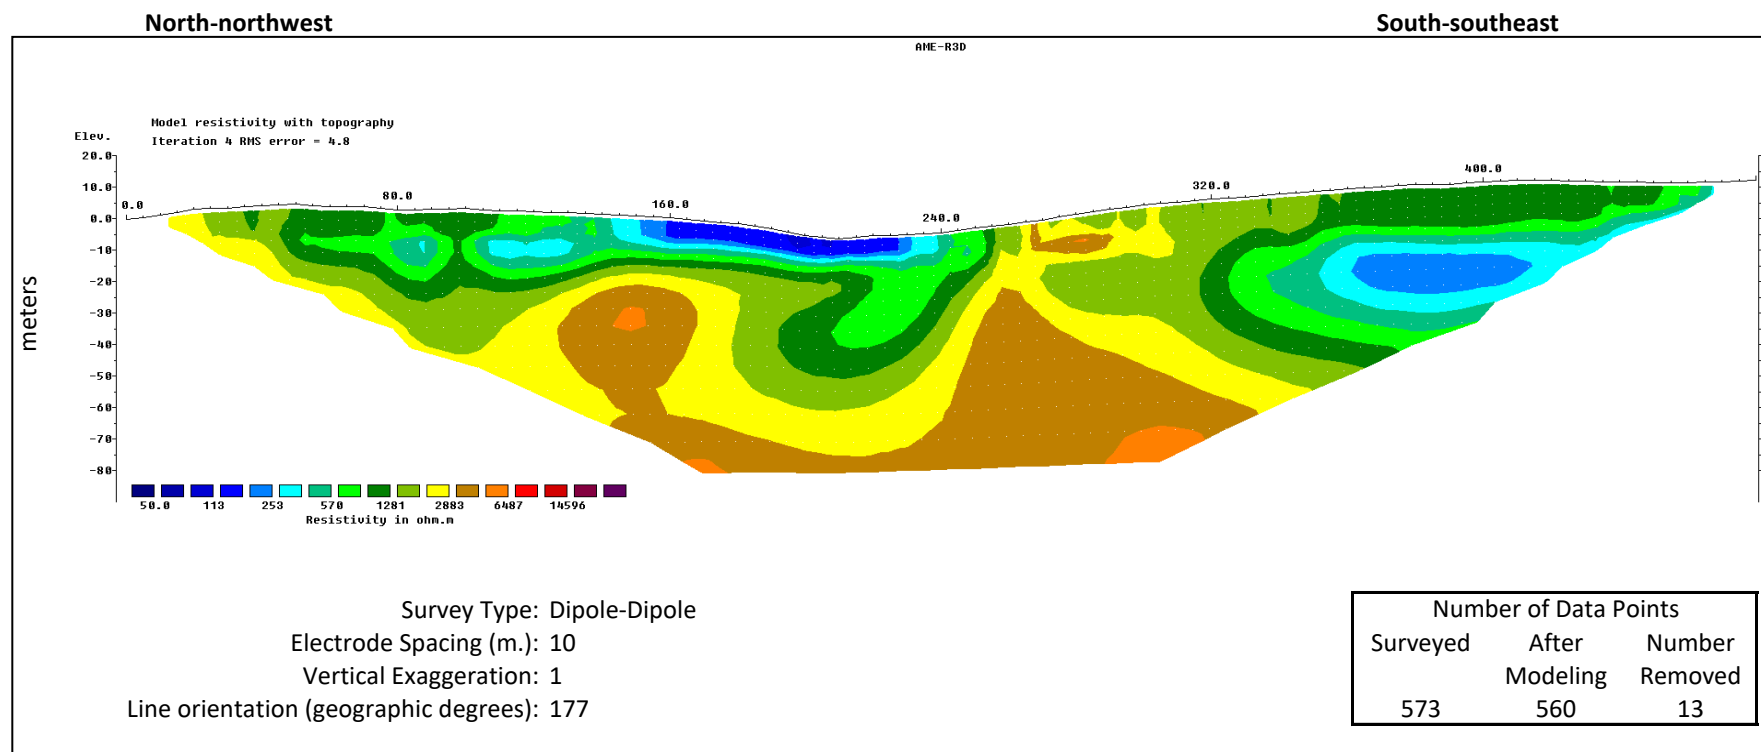 North-northwest South-southeast
AME-R3D
Model resistivity with topography
Elev. Iteration 4 RMS error = 4.8
20.0
10.0
0.0
-10
-20
-30
-40
-50
-60
-70
-80
meters
0.0 80.0 160.0 240.0 320.0 400.0
50.0 113 253 570 1281 2883 6487 14596
Resistivity in ohm.m
Survey Type: Dipole-Dipole
Electrode Spacing (m.): 10
Vertical Exaggeration: 1
Line orientation (geographic degrees): 177
Number of Data Points
Surveyed After Number
Modeling Removed
573 560 13